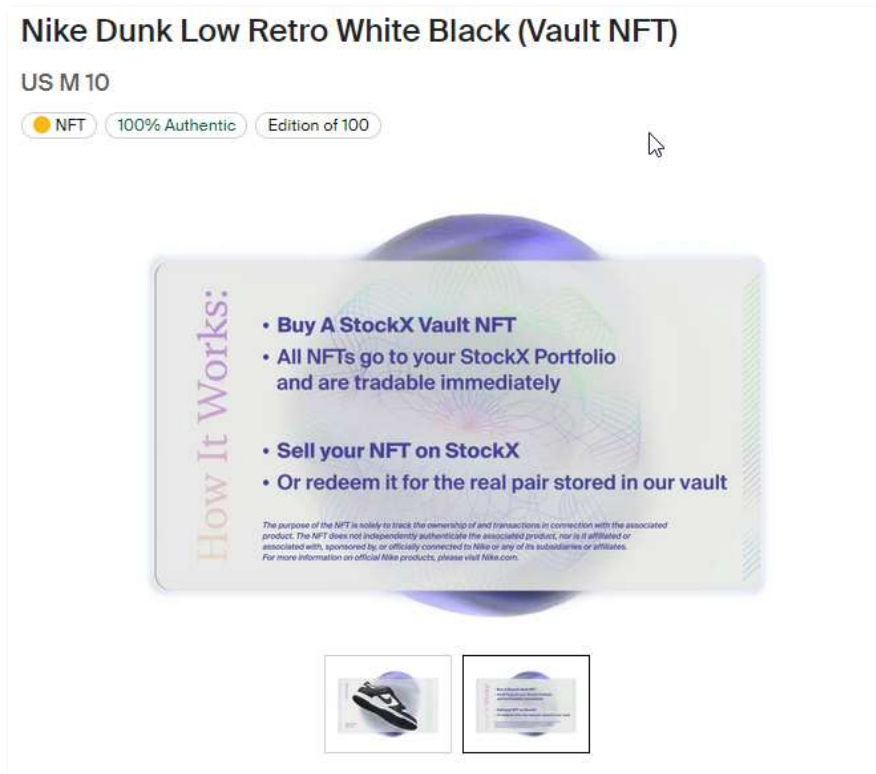 Nike Dunk Low Retro White Black (Vault NFT)
US M 10
NFT
100% Authentic
Edition of 100
How It Works:
• Buy A StockX Vault NFT
• All NFTs go to your StockX Portfolio
and are tradable immediately
• Sell your NFT on StockX
• Or redeem it for the real pair stored in our vault
The purpose of the NFT is solely to track the ownership of and transactions in connection with the associated
product. The NFT does not independently authenticate the associated product, nor is it affiliated or
associated with, sponsored by, or officially connected to Nike or any of its subsidiaries or affiliates.
For more information on official Nike products, please visit Nike.com.